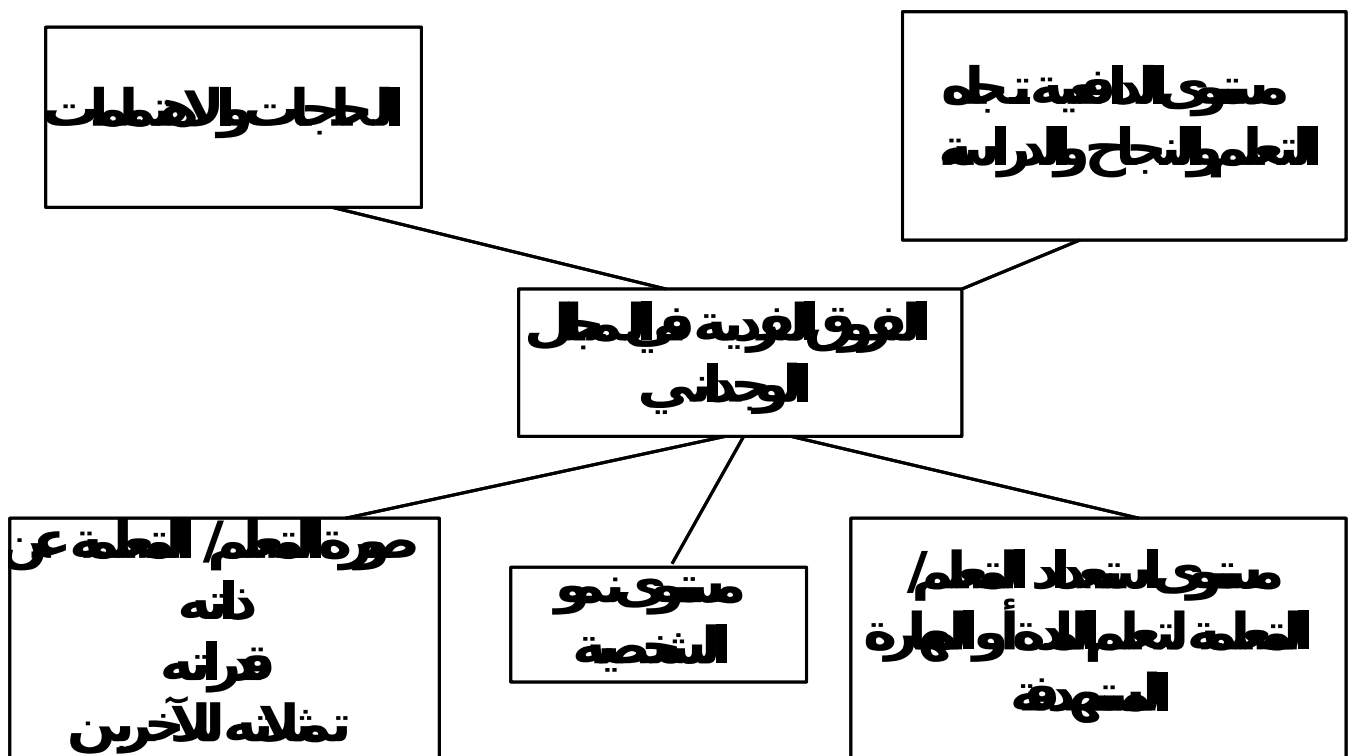 مستوى الدافعية تجاه
التعلم والنجاح والدراسة
الحاجات والاهتمامات
الفروق الفردية في المجال
الوجداني
مستوى استعداد المتعلم/
المتعلمة لتعلم المادة أو المهارة
المستهدفة
مستوى نمو
الشخصية
صورة المتعلم/ المتعلمة عن
ذاته
قدراته
تمثلاته للآخرين